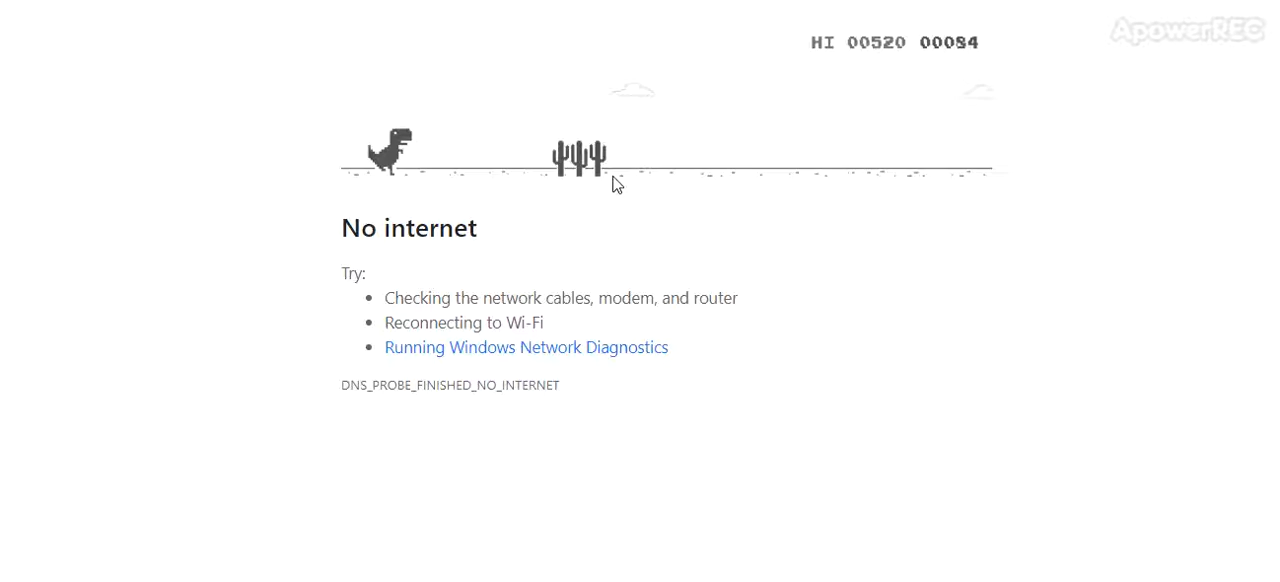 ApowerREC
HI 00520 00084
No internet
Try:
• Checking the network cables, modem, and router
• Reconnecting to Wi-Fi
• Running Windows Network Diagnostics
DNS_PROBE_FINISHED_NO_INTERNET